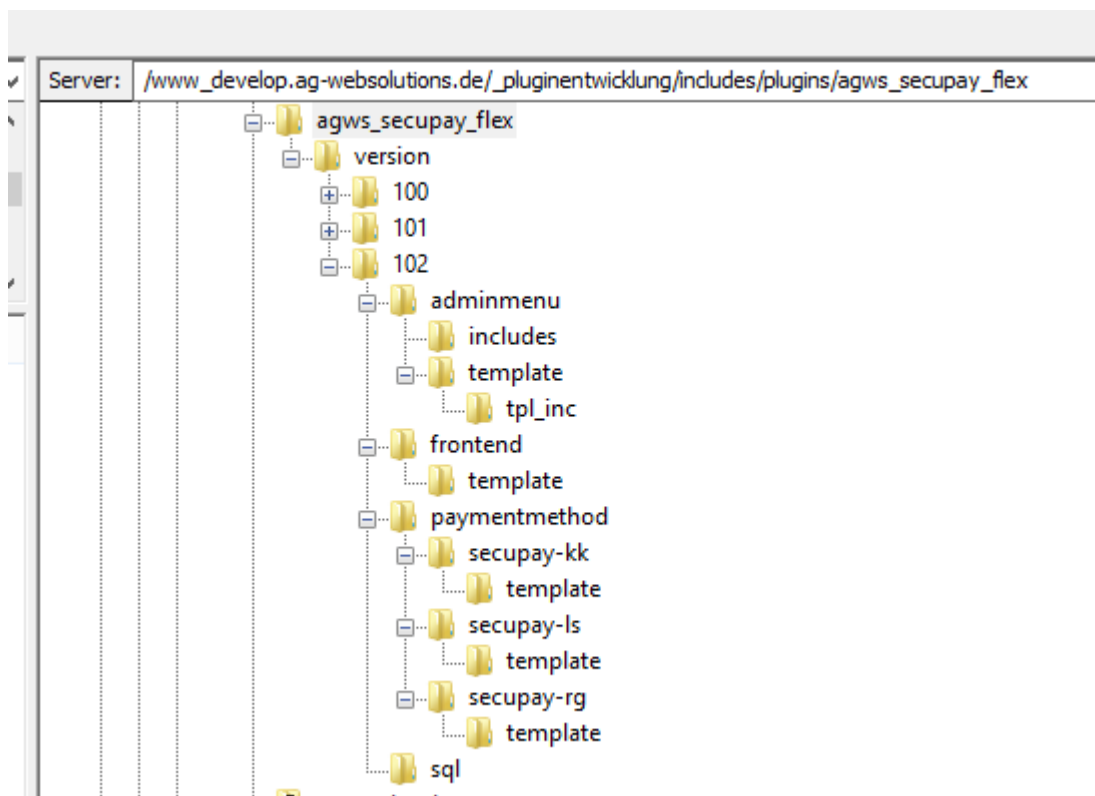 Server: /www_develop.ag-websolutions.de/_pluginentwicklung/includes/plugins/agws_secupay_flex
agws_secupay_flex
version
100
101
102
adminmenu
includes
template
tpl_inc
frontend
template
paymentmethod
secupay-kk
template
secupay-ls
template
secupay-rg
template
sql